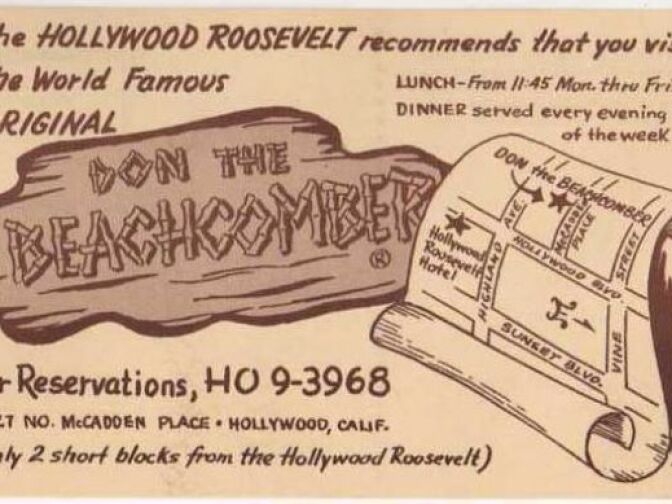 he HOLLYWOOD ROOSEVELT recommends that you vis
he World Famous
RIGINAL
LUNCH-From 11:45 Mon. thru Fri
DINNER served every evening
of the week
DON THE
BEACHCOMBER
®
DON the BEACHCOMBER
AVE.
McCADDEN PLACE
STREET
Hollywood
Roosevelt
Hotel
HIGHLAND
HOLLYWOOD BLVD.
SUNSET BLVD.
VINE
r Reservations, HO 9-3968
27 NO. McCADDEN PLACE • HOLLYWOOD, CALIF.
nly 2 short blocks from the Hollywood Roosevelt)